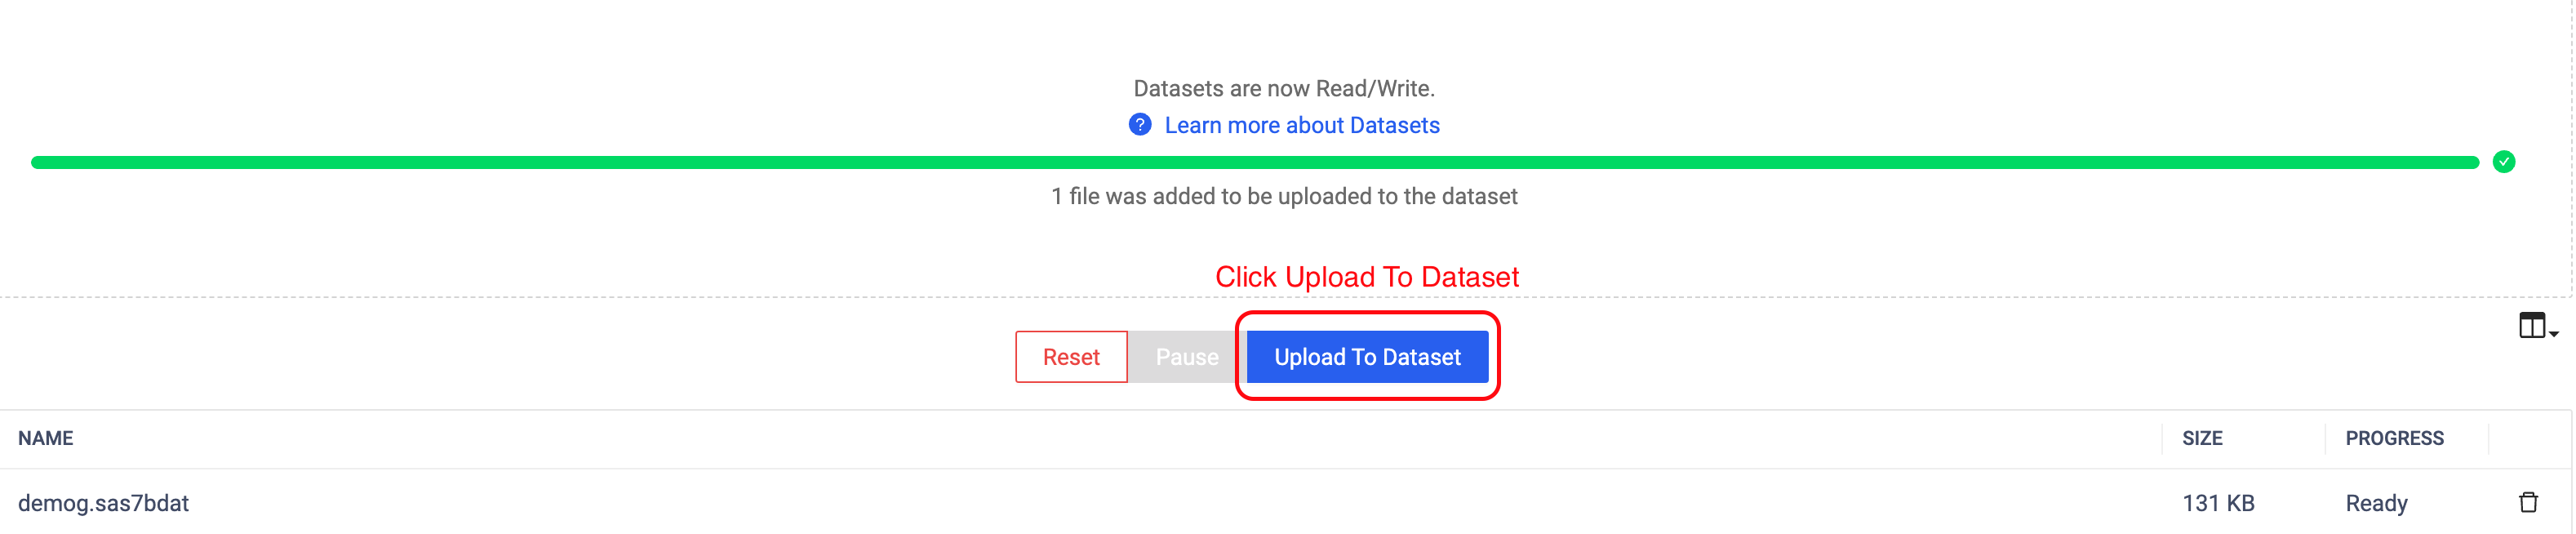 Datasets are now Read/Write.
? Learn more about Datasets
1 file was added to be uploaded to the dataset
Click Upload To Dataset
Reset Pause Upload To Dataset
NAME SIZE PROGRESS
demog.sas7bdat 131 KB Ready